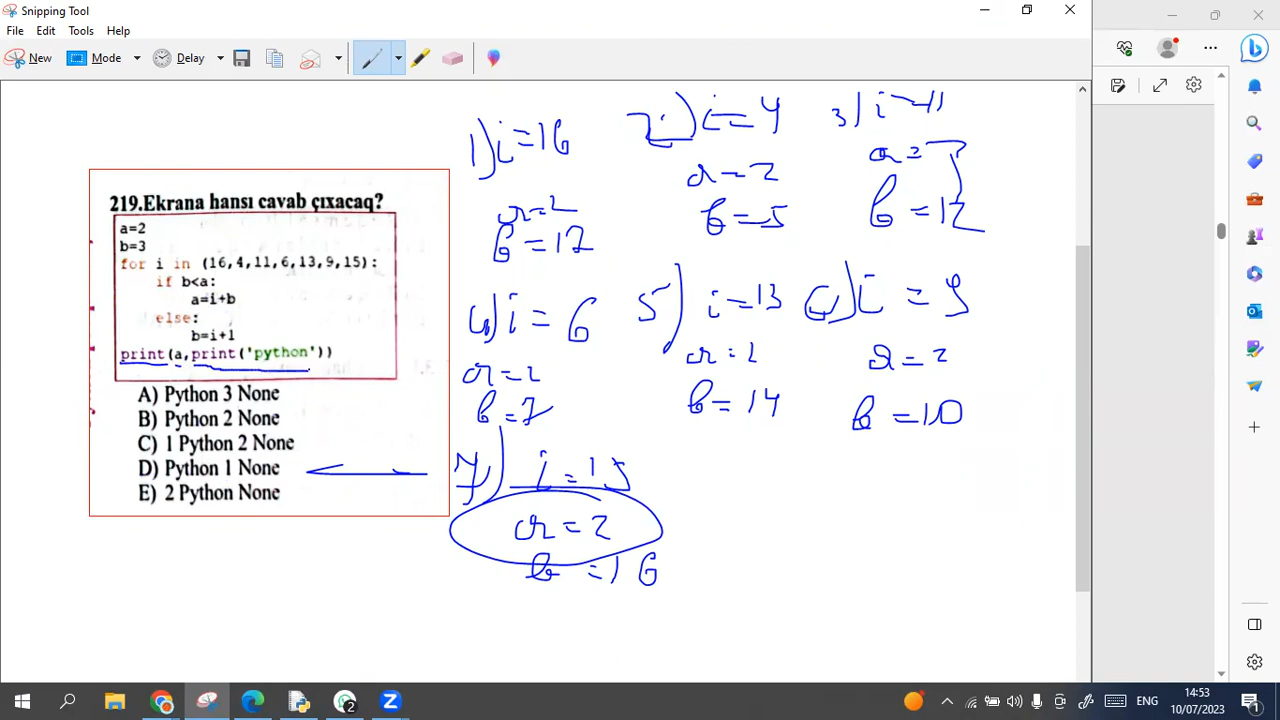 Snipping Tool
File Edit Tools Help
New Mode Delay
219.Ekrana hansı cavab çıxacaq?
a=2
b=3
for i in (16,4,11,6,13,9,15):
if b<a:
a=i+b
else:
b=i+1
print(a,print('python'))
A) Python 3 None
B) Python 2 None
C) 1 Python 2 None
D) Python 1 None
E) 2 Python None
1) i=16
a=2
b=17
2) i=4
a=2
b=5
3) i=11
b=12
4) i=6
a=2
b=7
5) i=13
a=2
b=14
6) i=9
a=2
b=10
7) i=15
a=2
b=16
ENG
14:53
10/07/2023